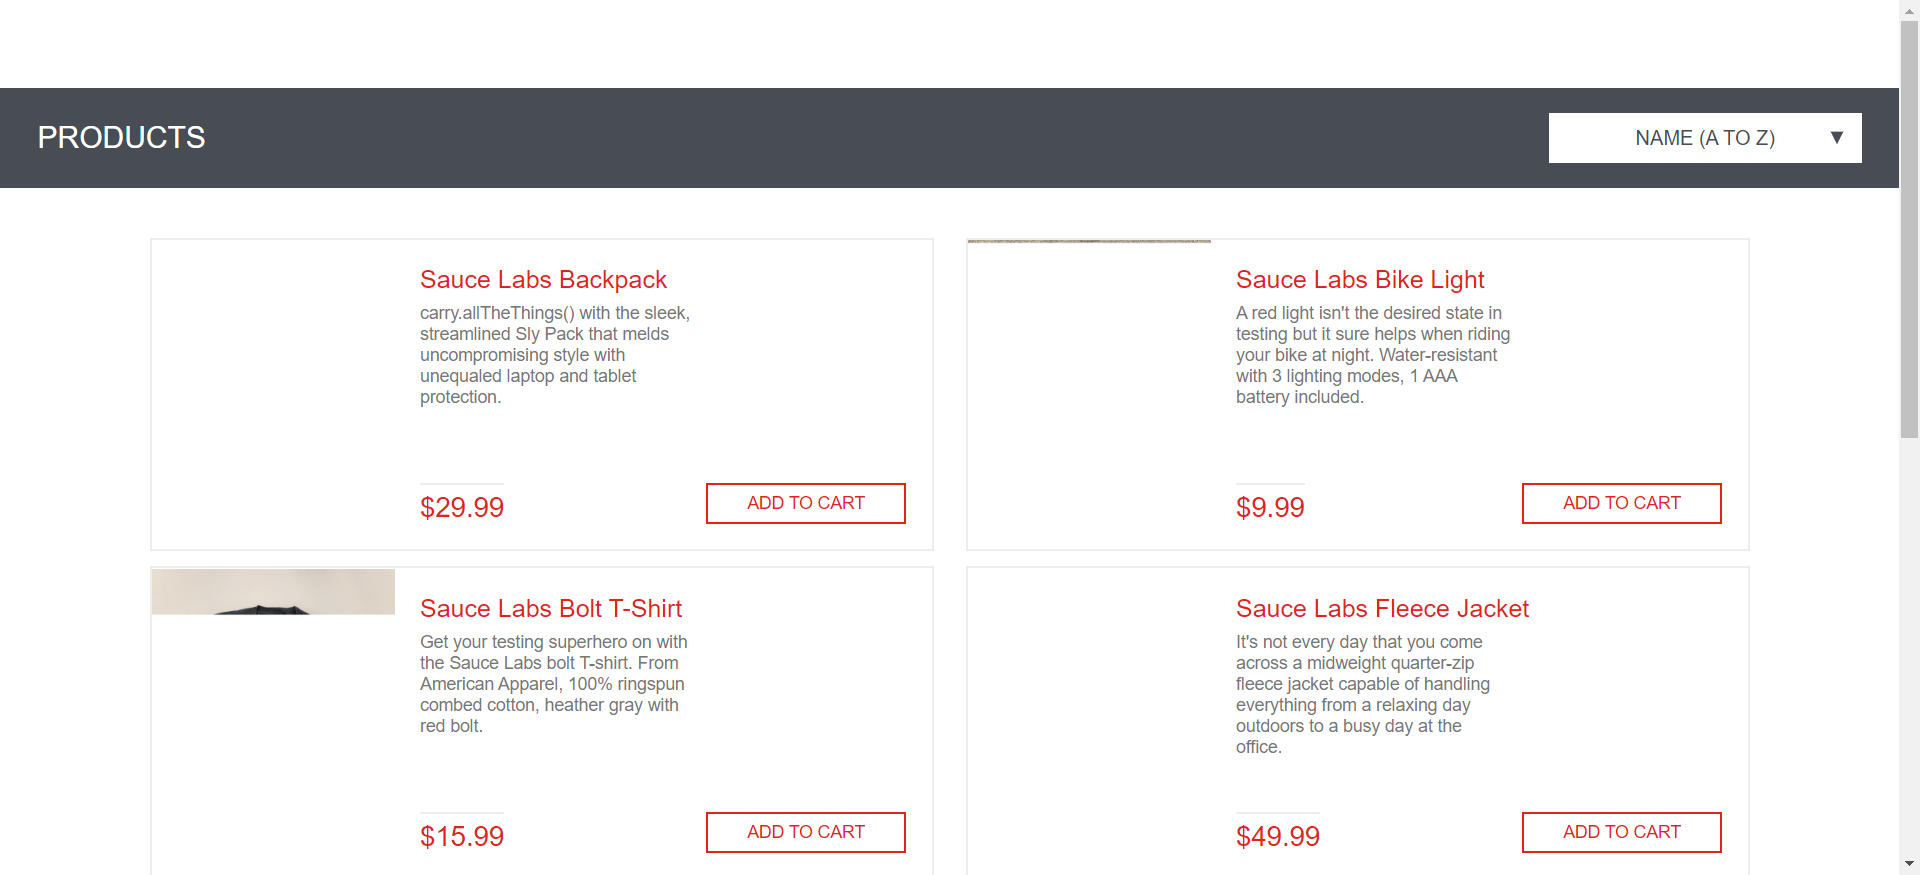 PRODUCTS
NAME (A TO Z) ▼
Sauce Labs Backpack
carry.allTheThings() with the sleek,
streamlined Sly Pack that melds
uncompromising style with
unequaled laptop and tablet
protection.
$29.99
ADD TO CART
Sauce Labs Bike Light
A red light isn't the desired state in
testing but it sure helps when riding
your bike at night. Water-resistant
with 3 lighting modes, 1 AAA
battery included.
$9.99
ADD TO CART
Sauce Labs Bolt T-Shirt
Get your testing superhero on with
the Sauce Labs bolt T-shirt. From
American Apparel, 100% ringspun
combed cotton, heather gray with
red bolt.
$15.99
ADD TO CART
Sauce Labs Fleece Jacket
It's not every day that you come
across a midweight quarter-zip
fleece jacket capable of handling
everything from a relaxing day
outdoors to a busy day at the
office.
$49.99
ADD TO CART